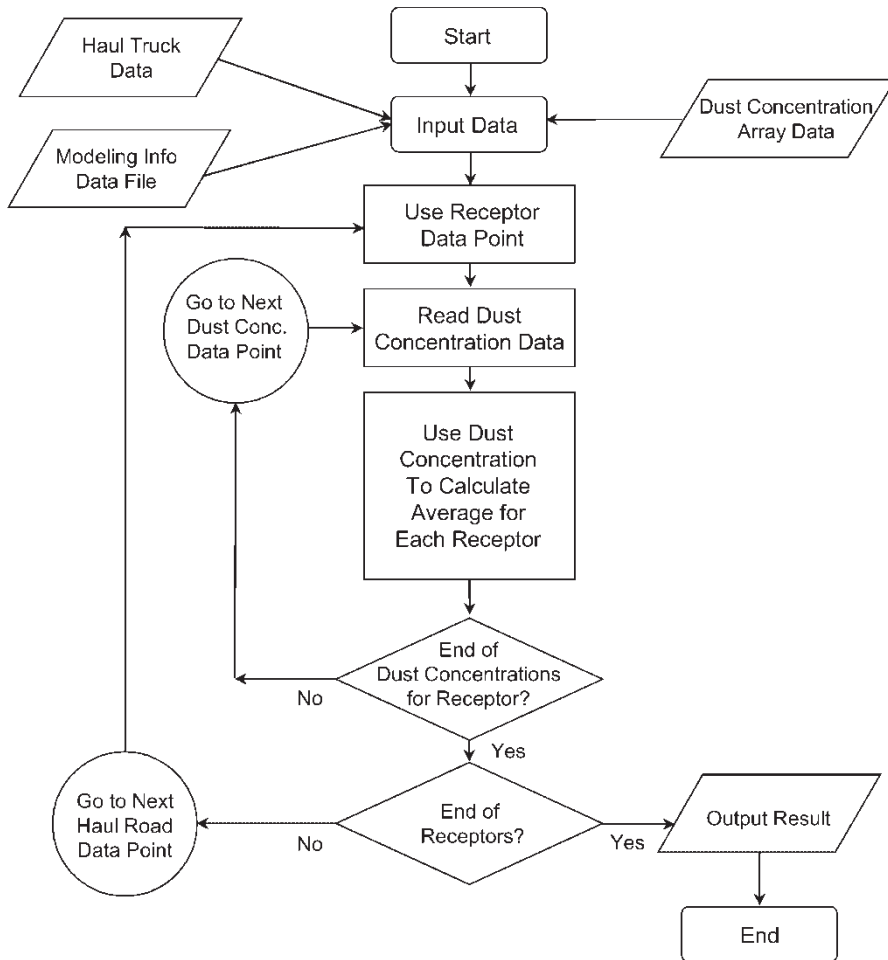 Start
Haul Truck
Data
Input Data
Dust Concentration
Array Data
Modeling Info
Data File
Use Receptor
Data Point
Go to Next
Dust Conc.
Data Point
Read Dust
Concentration Data
Use Dust
Concentration
To Calculate
Average for
Each Receptor
End of
Dust Concentrations
for Receptor?
No
Yes
Go to Next
Haul Road
Data Point
No
End of
Receptors?
Yes
Output Result
End